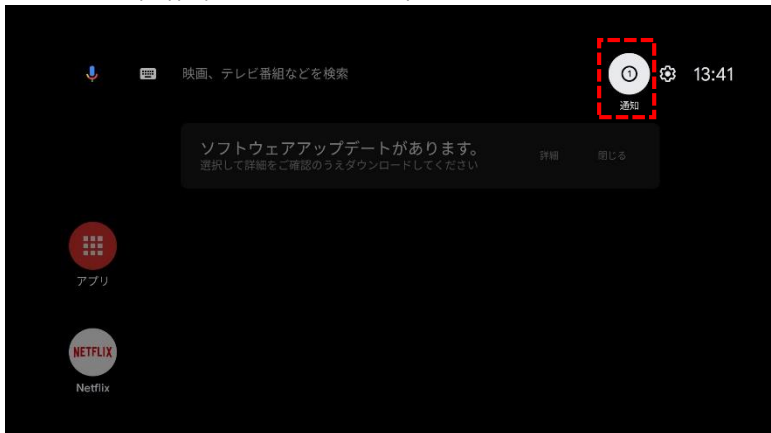 映画、テレビ番組などを検索
1
13:41
通知
ソフトウェアアップデートがあります。
選択して詳細をご確認のうえダウンロードしてください
詳細
閉じる
アプリ
NETFLIX
Netflix